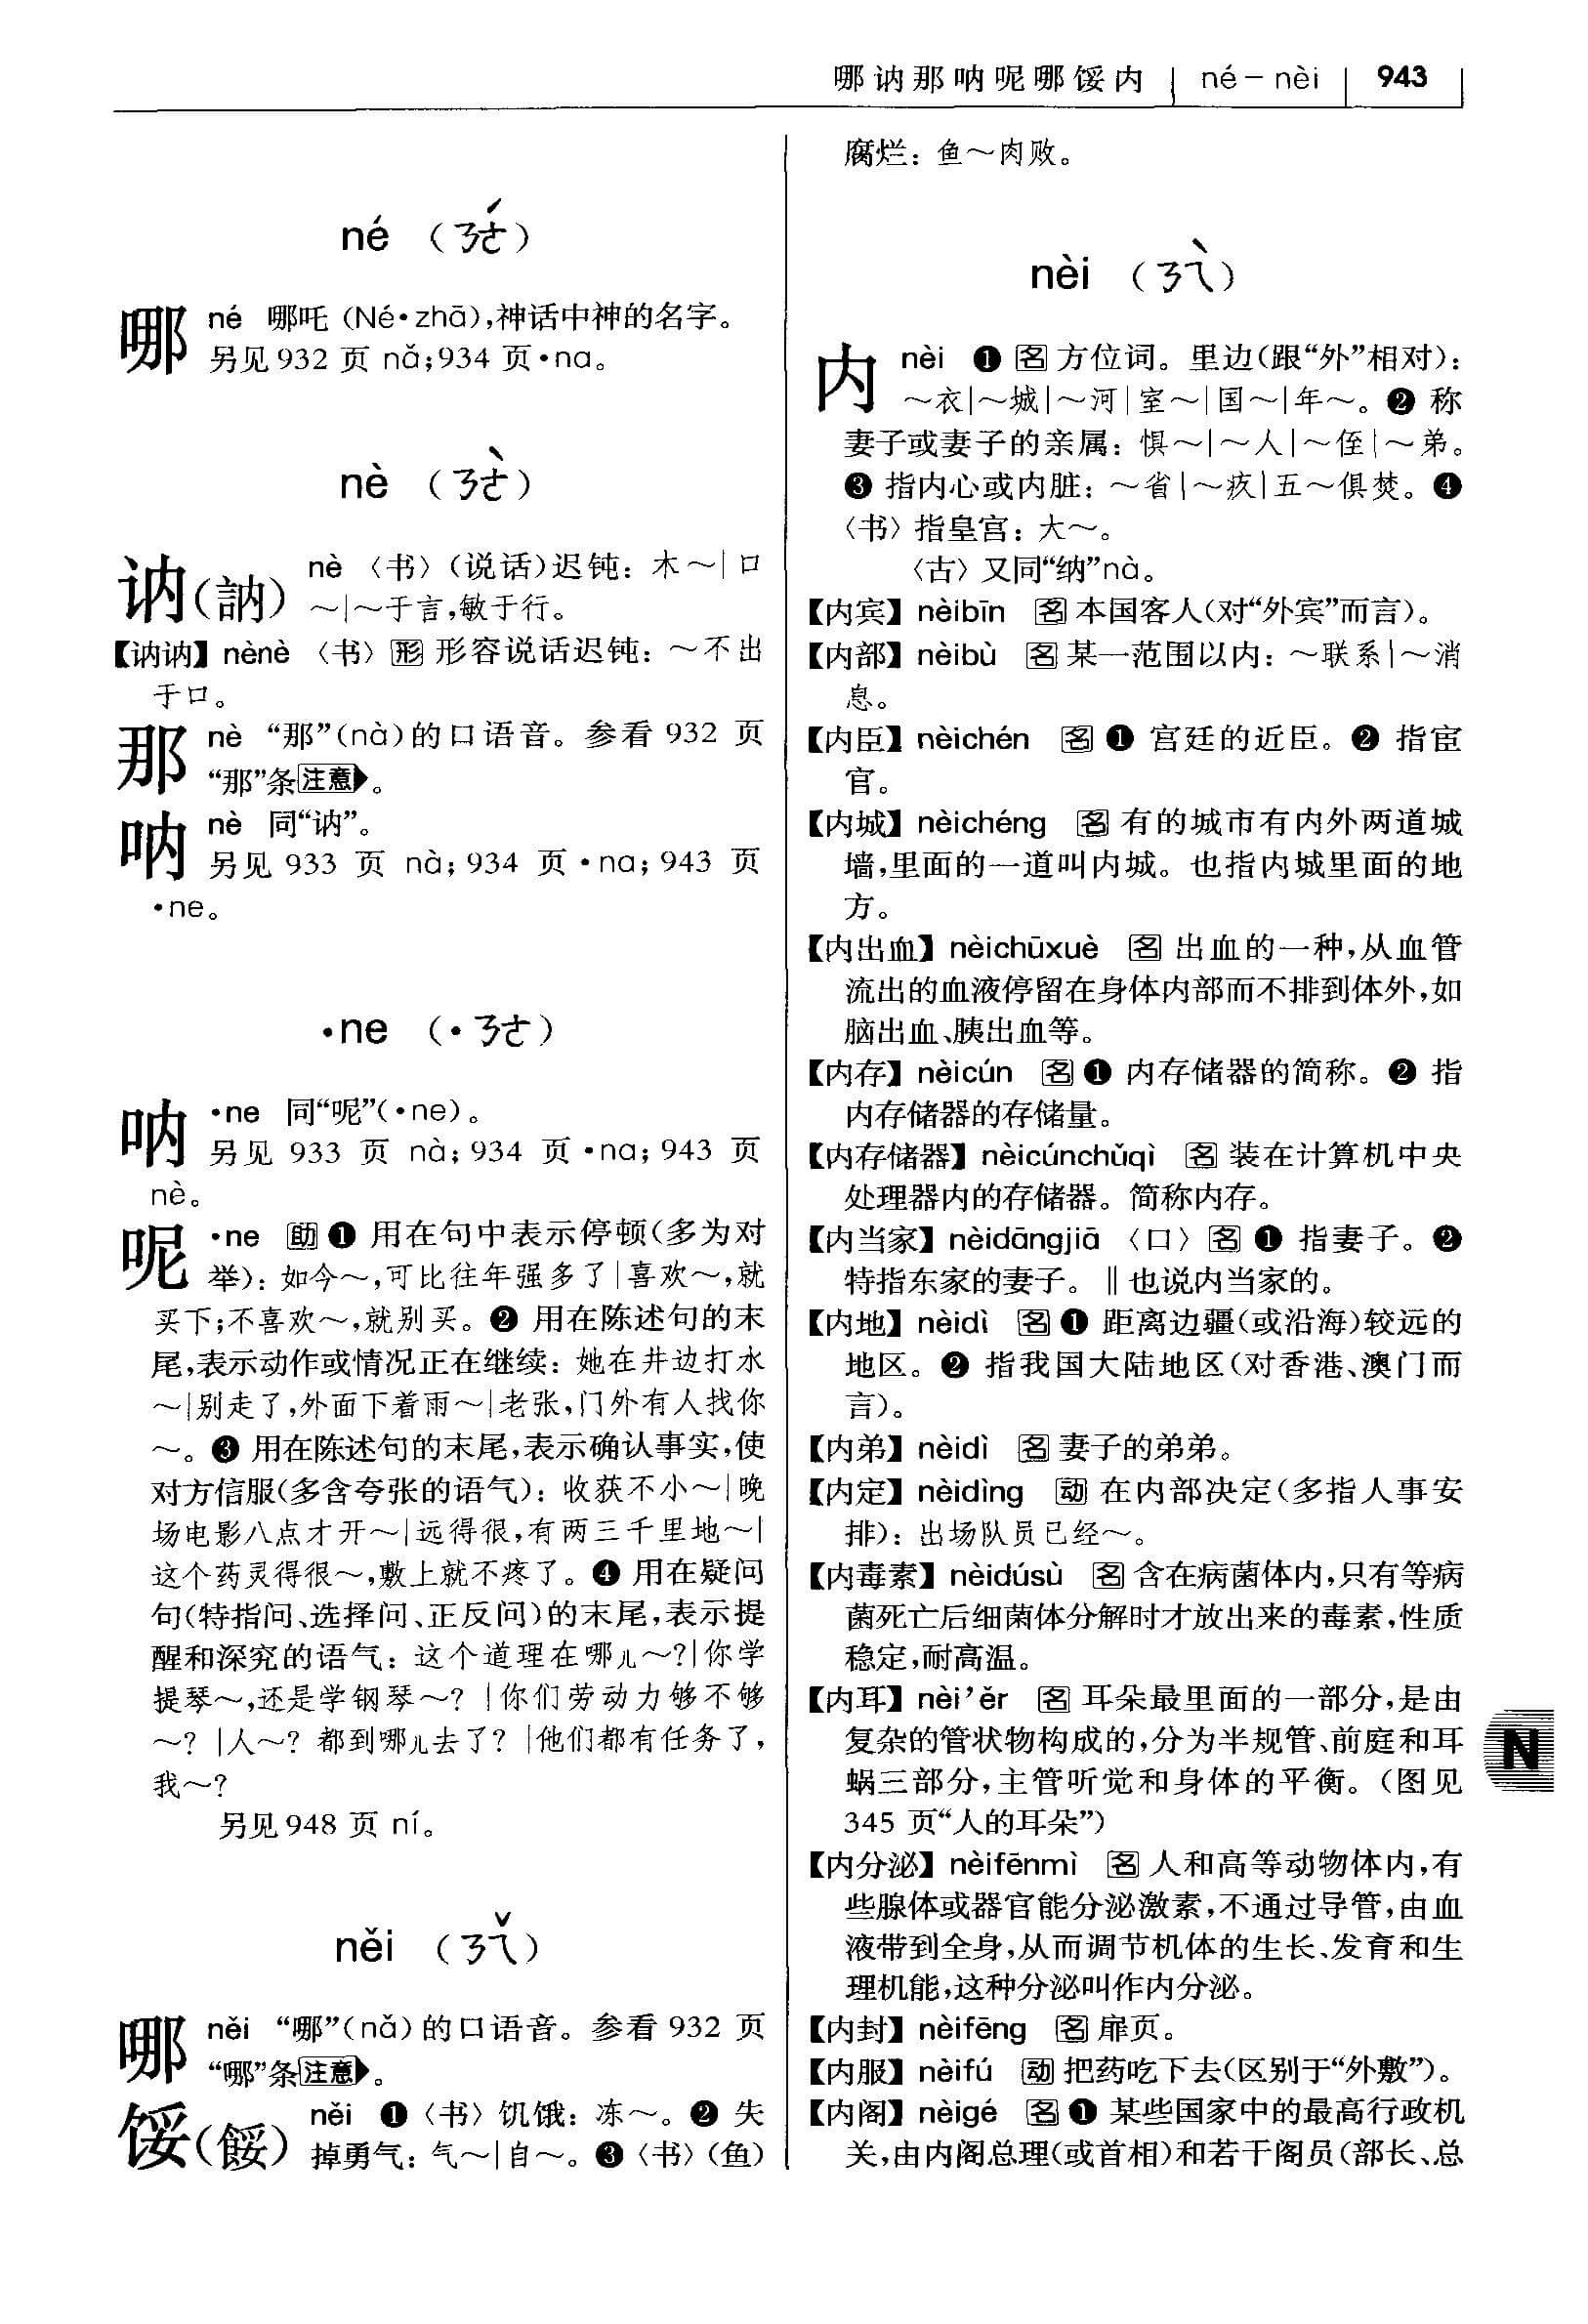 哪讷那呐呢哪馁内 né－nèi 943
né （ㄋㄜˊ）
哪 né 哪吒（Né·zhā），神话中神的名字。
另见932 页 nǎ；934 页·na。
nè （ㄋㄜˋ）
讷（訥） nè 〈书〉（说话）迟钝：木～｜口
～｜～于言，敏于行。
【讷讷】nènè 〈书〉形 形容说话迟钝：～不出
于口。
那 nè “那”（nà）的口语音。参看 932 页
“那”条注意。
呐 nè 同“讷”。
另见 933 页 nà；934 页·na；943 页
·ne。
·ne （·ㄋㄜ）
呐 ·ne 同“呢”（·ne）。
另见 933 页 nà；934 页·na；943 页
nè。
呢 ·ne 助 ❶ 用在句中表示停顿（多为对
举）：如今～，可比往年强多了｜喜欢～，就
买下；不喜欢～，就别买。❷ 用在陈述句的末
尾，表示动作或情况正在继续：她在井边打水
～｜别走了，外面下着雨～｜老张，门外有人找你
～。❸ 用在陈述句的末尾，表示确认事实，使
对方信服（多含夸张的语气）：收获不小～｜晚
场电影八点才开～｜远得很，有两三千里地～｜
这个药灵得很～，敷上就不疼了。❹ 用在疑问
句（特指问、选择问、正反问）的末尾，表示提
醒和深究的语气：这个道理在哪儿～？｜你学
提琴～，还是学钢琴～？｜你们劳动力够不够
～？｜人～？都到哪儿去了？｜他们都有任务了，
我～？
另见948 页 ní。
něi （ㄋㄟˇ）
哪 něi “哪”（nǎ）的口语音。参看 932 页
“哪”条注意。
馁（餒） něi ❶〈书〉饥饿：冻～。❷ 失
掉勇气：气～｜自～。❸〈书〉（鱼）
腐烂：鱼～肉败。
nèi （ㄋㄟˋ）
内 nèi ❶ 名 方位词。里边（跟“外”相对）：
～衣｜～城｜～河｜室～｜国～｜年～。❷ 称
妻子或妻子的亲属：惧～｜～人｜～侄｜～弟。
❸ 指内心或内脏：～省｜～疚｜五～俱焚。❹
〈书〉指皇宫：大～。
〈古〉又同“纳”nà。
【内宾】nèibīn 名 本国客人（对“外宾”而言）。
【内部】nèibù 名 某一范围以内：～联系｜～消
息。
【内臣】nèichén 名 ❶ 宫廷的近臣。❷ 指宦
官。
【内城】nèichéng 名 有的城市有内外两道城
墙，里面的一道叫内城。也指内城里面的地
方。
【内出血】nèichūxuè 名 出血的一种，从血管
流出的血液停留在身体内部而不排到体外，如
脑出血、胰出血等。
【内存】nèicún 名 ❶ 内存储器的简称。❷ 指
内存储器的存储量。
【内存储器】nèicúnchǔqì 名 装在计算机中央
处理器内的存储器。简称内存。
【内当家】nèidāngjiā 〈口〉名 ❶ 指妻子。❷
特指东家的妻子。‖也说内当家的。
【内地】nèidì 名 ❶ 距离边疆（或沿海）较远的
地区。❷ 指我国大陆地区（对香港、澳门而
言）。
【内弟】nèidì 名 妻子的弟弟。
【内定】nèidìng 动 在内部决定（多指人事安
排）：出场队员已经～。
【内毒素】nèidúsù 名 含在病菌体内，只有等病
菌死亡后细菌体分解时才放出来的毒素，性质
稳定，耐高温。
【内耳】nèi’ěr 名 耳朵最里面的一部分，是由
复杂的管状物构成的，分为半规管、前庭和耳
蜗三部分，主管听觉和身体的平衡。（图见
345 页“人的耳朵”）
【内分泌】nèifēnmì 名 人和高等动物体内，有
些腺体或器官能分泌激素，不通过导管，由血
液带到全身，从而调节机体的生长、发育和生
理机能，这种分泌叫作内分泌。
【内封】nèifēng 名 扉页。
【内服】nèifú 动 把药吃下去（区别于“外敷”）。
【内阁】nèigé 名 ❶ 某些国家中的最高行政机
关，由内阁总理（或首相）和若干阁员（部长、总
N